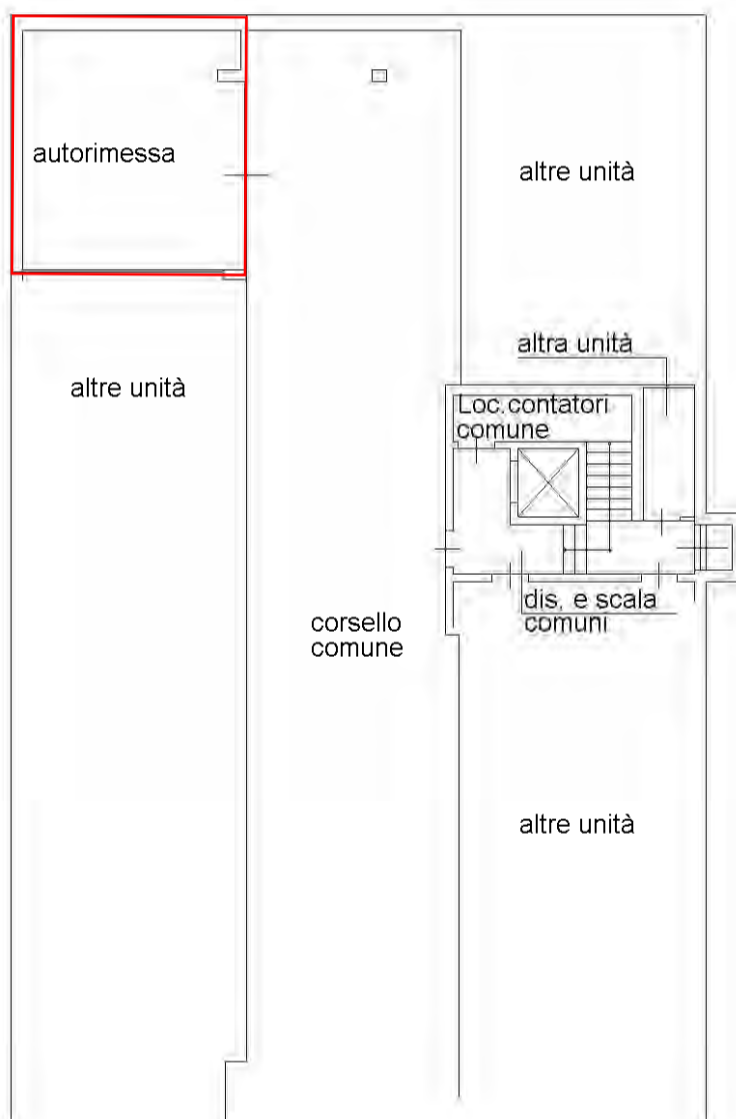 autorimessa
altre unità
altra unità
altre unità
Loc. contatori
comune
dis. e scala
comuni
corsello
comune
altre unità